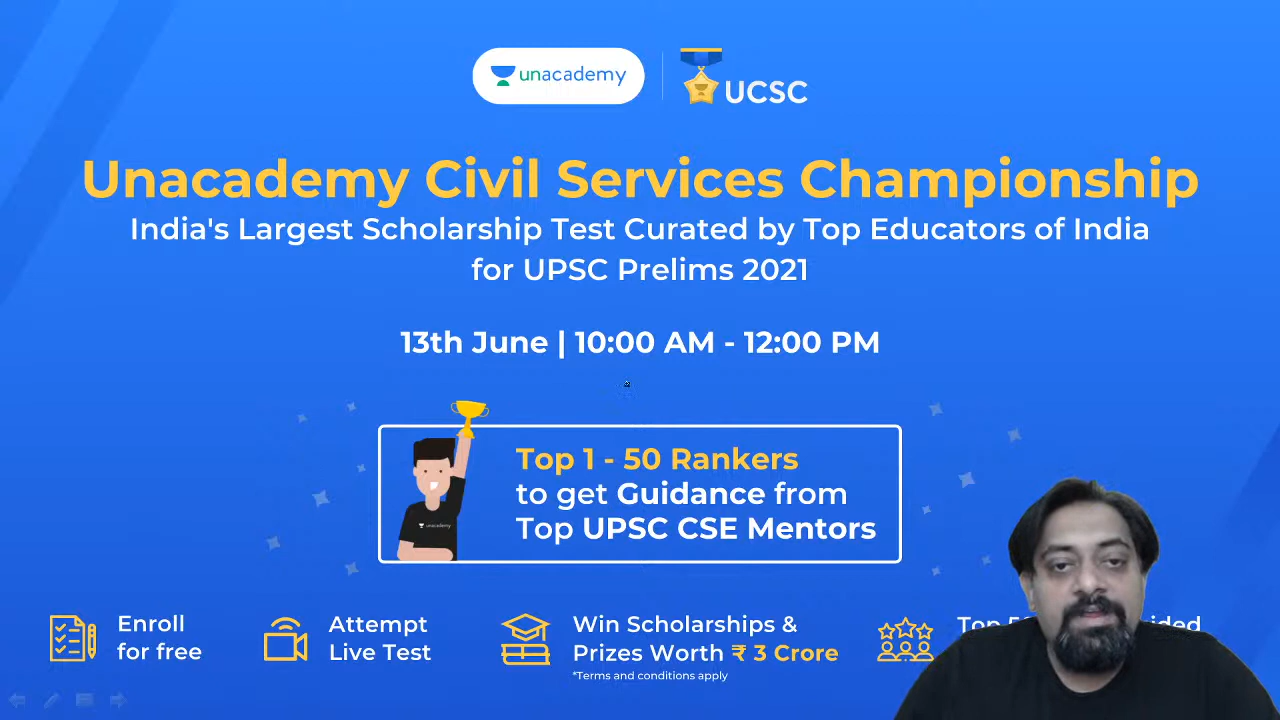 unacademy
UCSC
Unacademy Civil Services Championship
India's Largest Scholarship Test Curated by Top Educators of India
for UPSC Prelims 2021
13th June | 10:00 AM - 12:00 PM
Top 1 - 50 Rankers
to get Guidance from
Top UPSC CSE Mentors
unacademy
Enroll
for free
Attempt
Live Test
Win Scholarships &
Prizes Worth ₹ 3 Crore
*Terms and conditions apply
Top